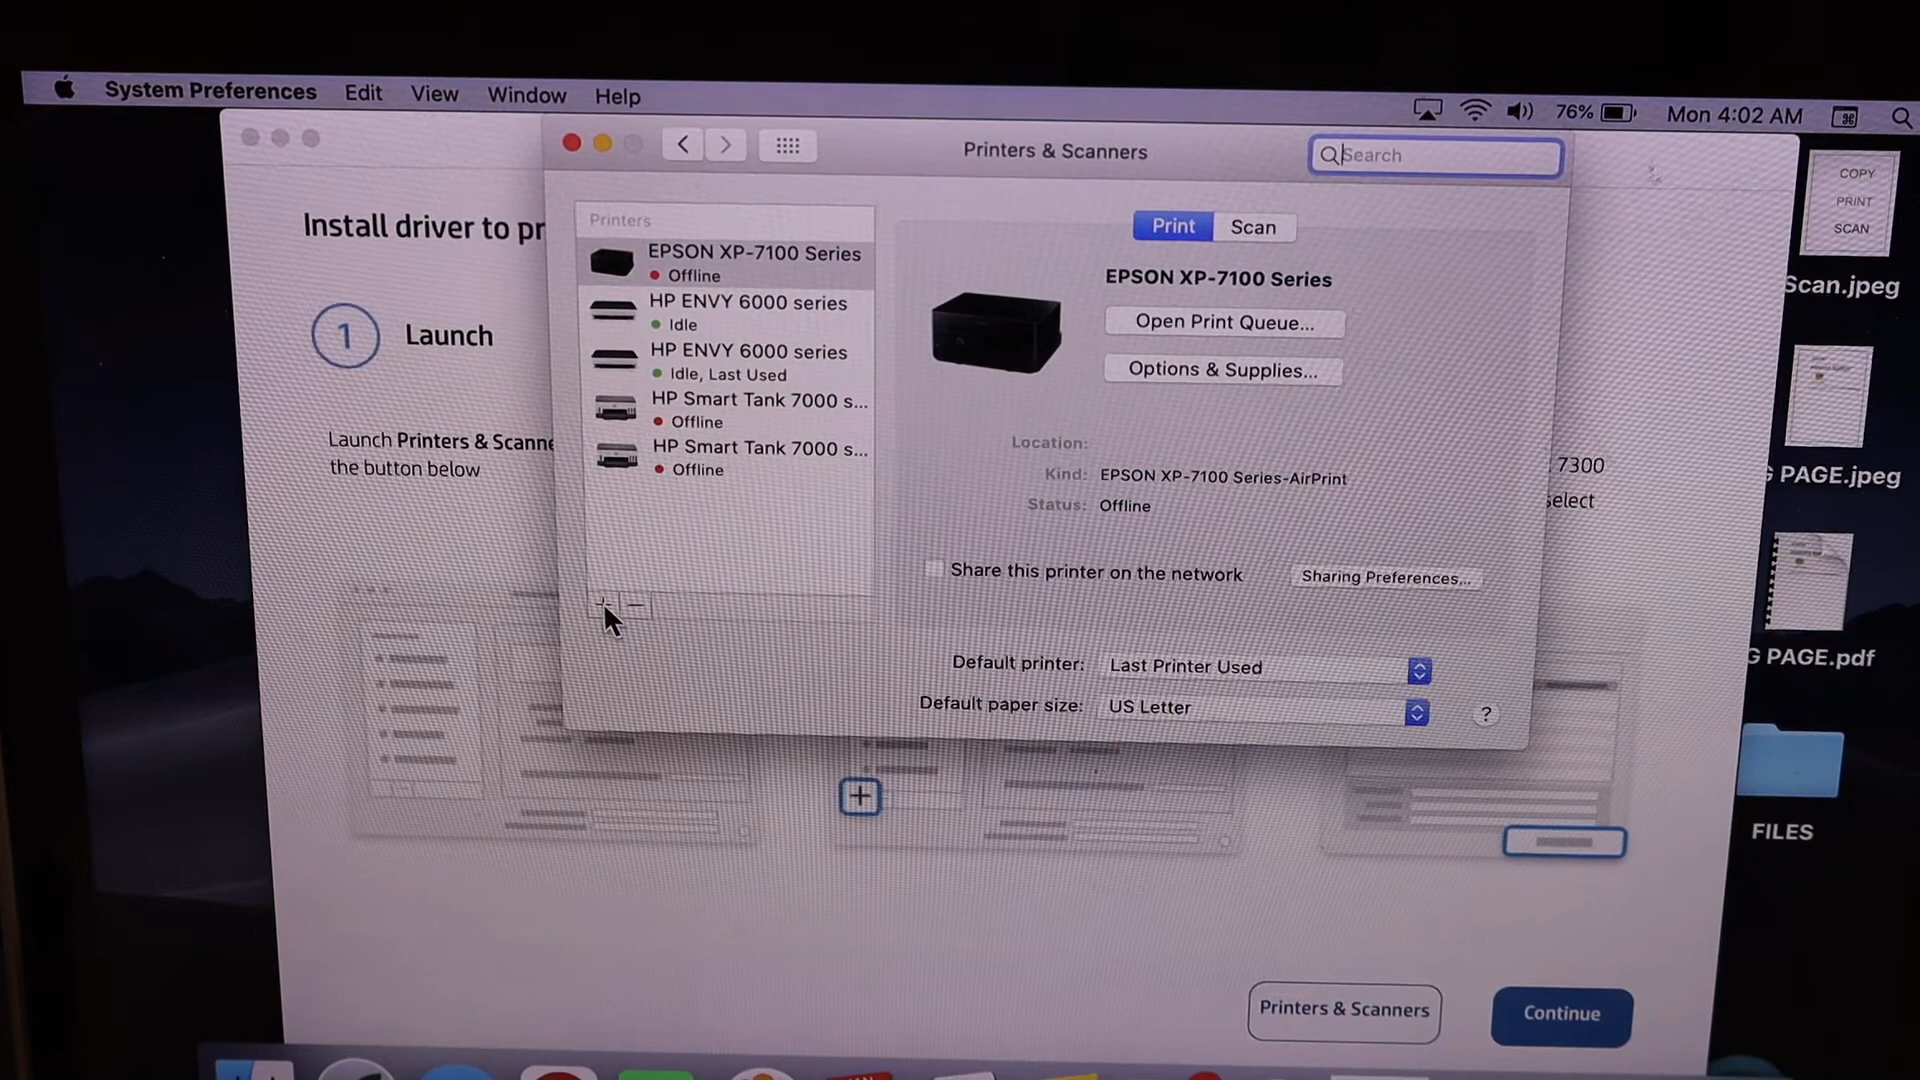 System Preferences Edit View Window Help
76% Mon 4:02 AM
Printers & Scanners
Search
Install driver to pr
1 Launch
Launch Printers & Scanne
the button below
Printers
EPSON XP-7100 Series
Offline
HP ENVY 6000 series
Idle
HP ENVY 6000 series
Idle, Last Used
HP Smart Tank 7000 s...
Offline
HP Smart Tank 7000 s...
Offline
+ −
Print Scan
EPSON XP-7100 Series
Open Print Queue...
Options & Supplies...
Location:
Kind: EPSON XP-7100 Series-AirPrint
Status: Offline
Share this printer on the network
Sharing Preferences...
Default printer: Last Printer Used
Default paper size: US Letter
?
7300
select
+
Printers & Scanners
Continue
COPY
PRINT
SCAN
Scan.jpeg
G PAGE.jpeg
G PAGE.pdf
FILES